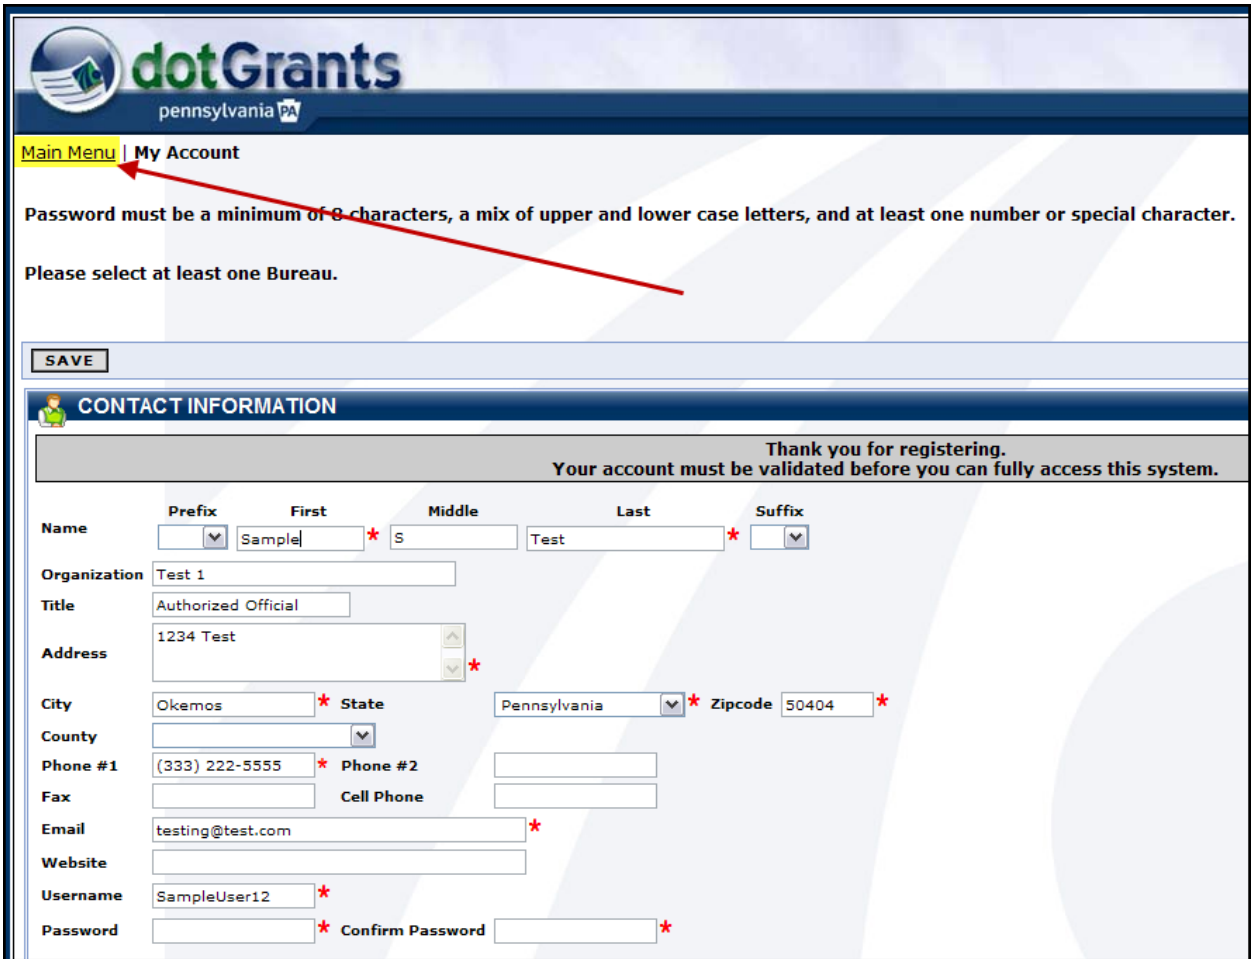 dotGrants
pennsylvania PA
Main Menu | My Account
Password must be a minimum of 8 characters, a mix of upper and lower case letters, and at least one number or special character.
Please select at least one Bureau.
SAVE
CONTACT INFORMATION
Thank you for registering.
Your account must be validated before you can fully access this system.
Prefix First Middle Last Suffix
Name Sample * S Test *
Organization Test 1
Title Authorized Official
Address 1234 Test *
City Okemos * State Pennsylvania * Zipcode 50404 *
County
Phone #1 (333) 222-5555 * Phone #2
Fax Cell Phone
Email testing@test.com *
Website
Username SampleUser12 *
Password * Confirm Password *